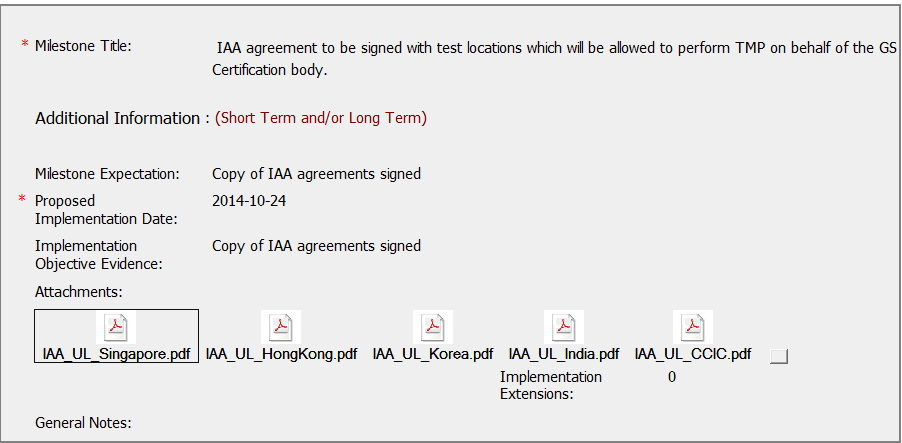 * Milestone Title: IAA agreement to be signed with test locations which will be allowed to perform TMP on behalf of the GS
Certification body.
Additional Information : (Short Term and/or Long Term)
Milestone Expectation: Copy of IAA agreements signed
* Proposed 2014-10-24
Implementation Date:
Implementation Copy of IAA agreements signed
Objective Evidence:
Attachments:
IAA_UL_Singapore.pdf IAA_UL_HongKong.pdf IAA_UL_Korea.pdf IAA_UL_India.pdf IAA_UL_CCIC.pdf
Implementation 0
Extensions:
General Notes: